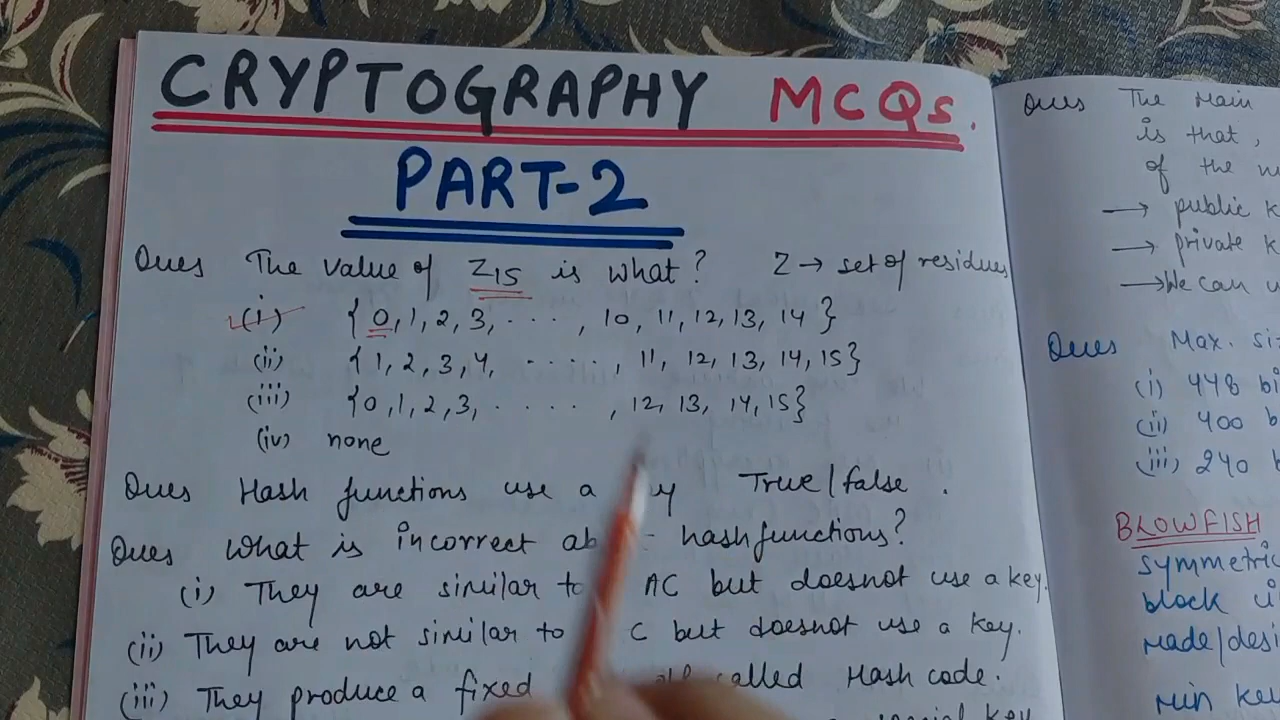 CRYPTOGRAPHY MCQs.
PART-2
Ques The value of Z15 is what? Z → set of residues
(i) {0, 1, 2, 3, . . . . , 10, 11, 12, 13, 14 }
(ii) {1, 2, 3, 4, . . . . . , 11, 12, 13, 14, 15}
(iii) {0, 1, 2, 3, . . . . . , 12, 13, 14, 15}
(iv) none
Ques Hash functions use a True/false .
Ques What is incorrect hash functions?
(i) They are similar to AC but doesnot use a key.
(ii) They are not similar to C but doesnot use a key.
(iii) They produce a fixed called Hash code.
key
Ques The Main
is that ,
of the
→ public
→ private
→ We can
Ques Max.
(i) 448
(ii) 400
(iii) 240
BLOWFISH
symmetric
block
Made/
Min